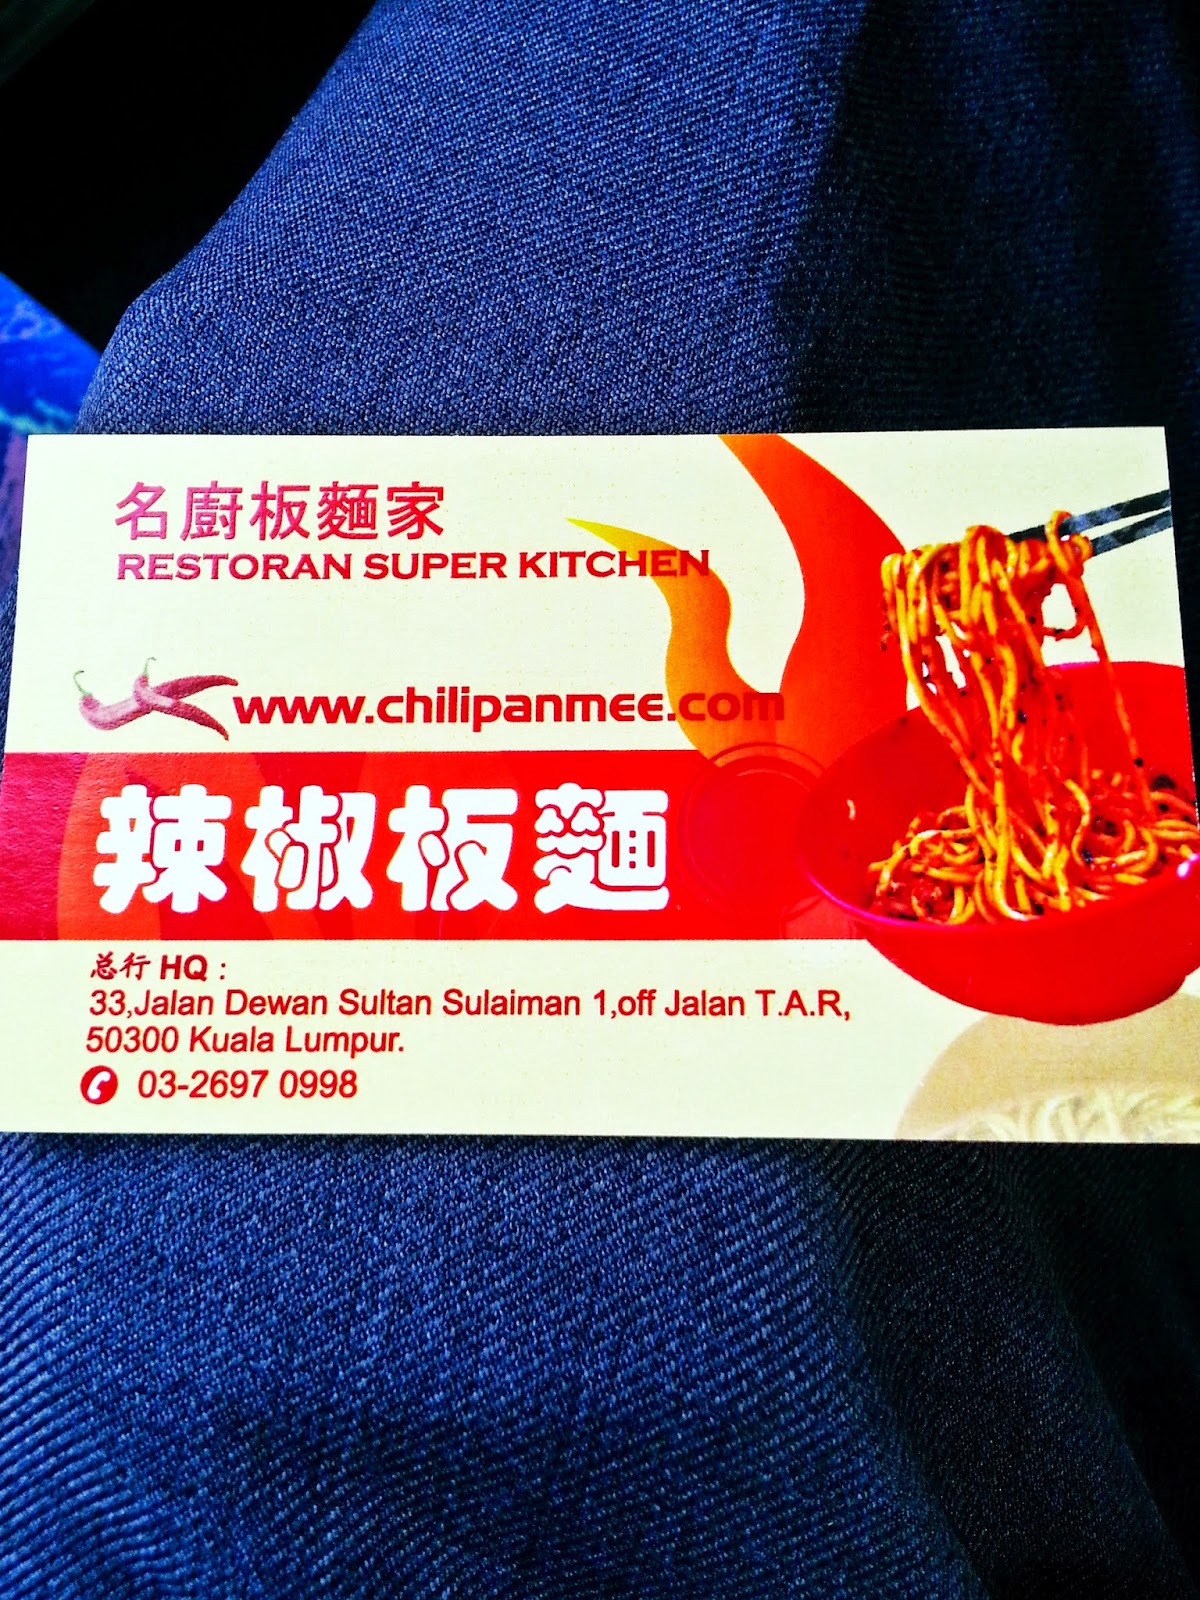 名廚板麵家
RESTORAN SUPER KITCHEN
www.chilipanmee.com
辣椒板麵
总行 HQ :
33,Jalan Dewan Sultan Sulaiman 1,off Jalan T.A.R,
50300 Kuala Lumpur.
03-2697 0998